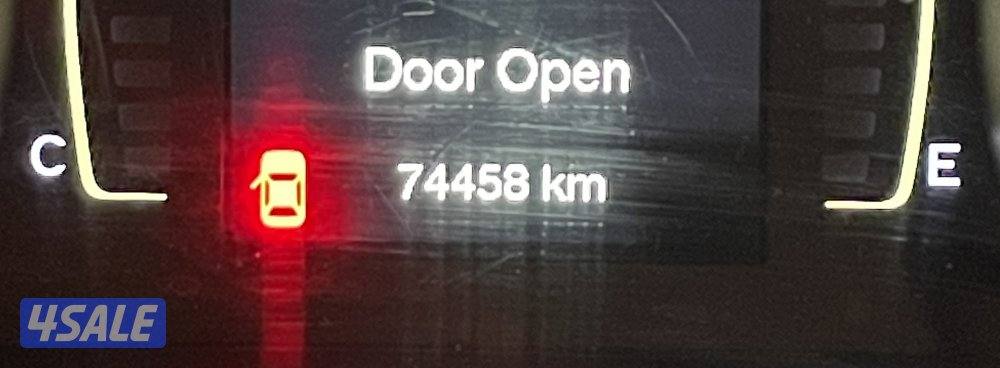 Door Open
C
74458 km
E
4SALE